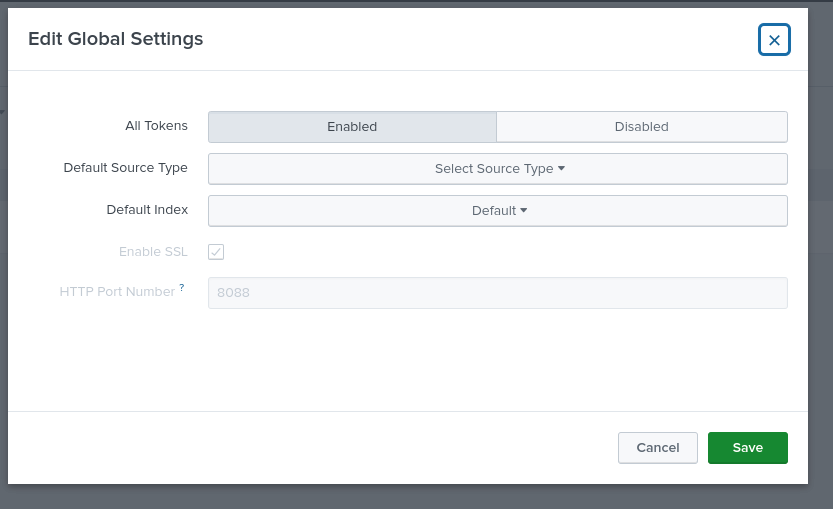 Edit Global Settings
All Tokens Enabled Disabled
Default Source Type Select Source Type
Default Index Default
Enable SSL
HTTP Port Number ? 8088
Cancel Save